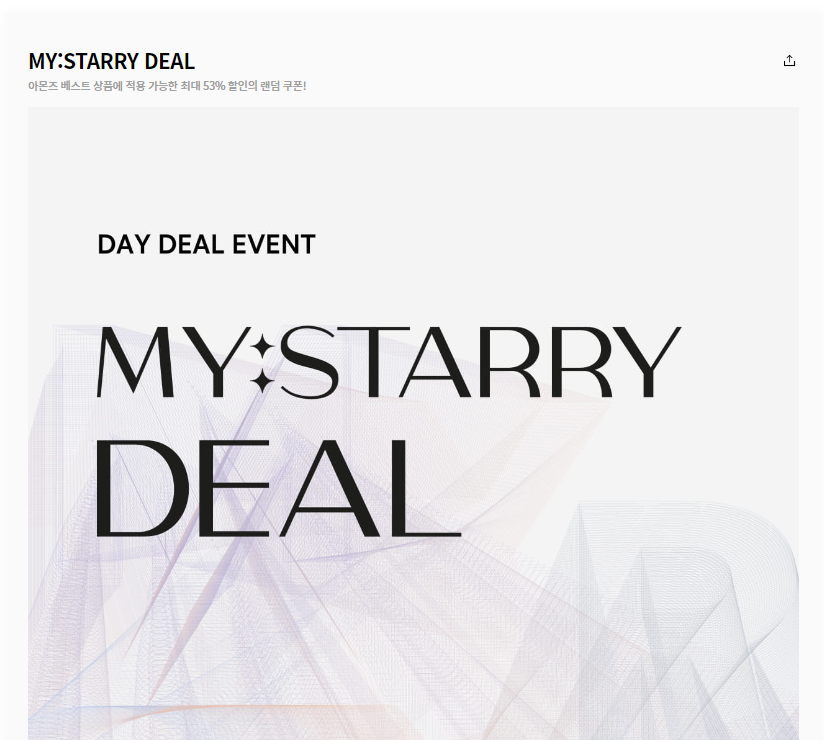 MY:STARRY DEAL
아몬즈 베스트 상품에 적용 가능한 최대 53% 할인의 랜덤 쿠폰!
DAY DEAL EVENT
MY:STARRY
DEAL